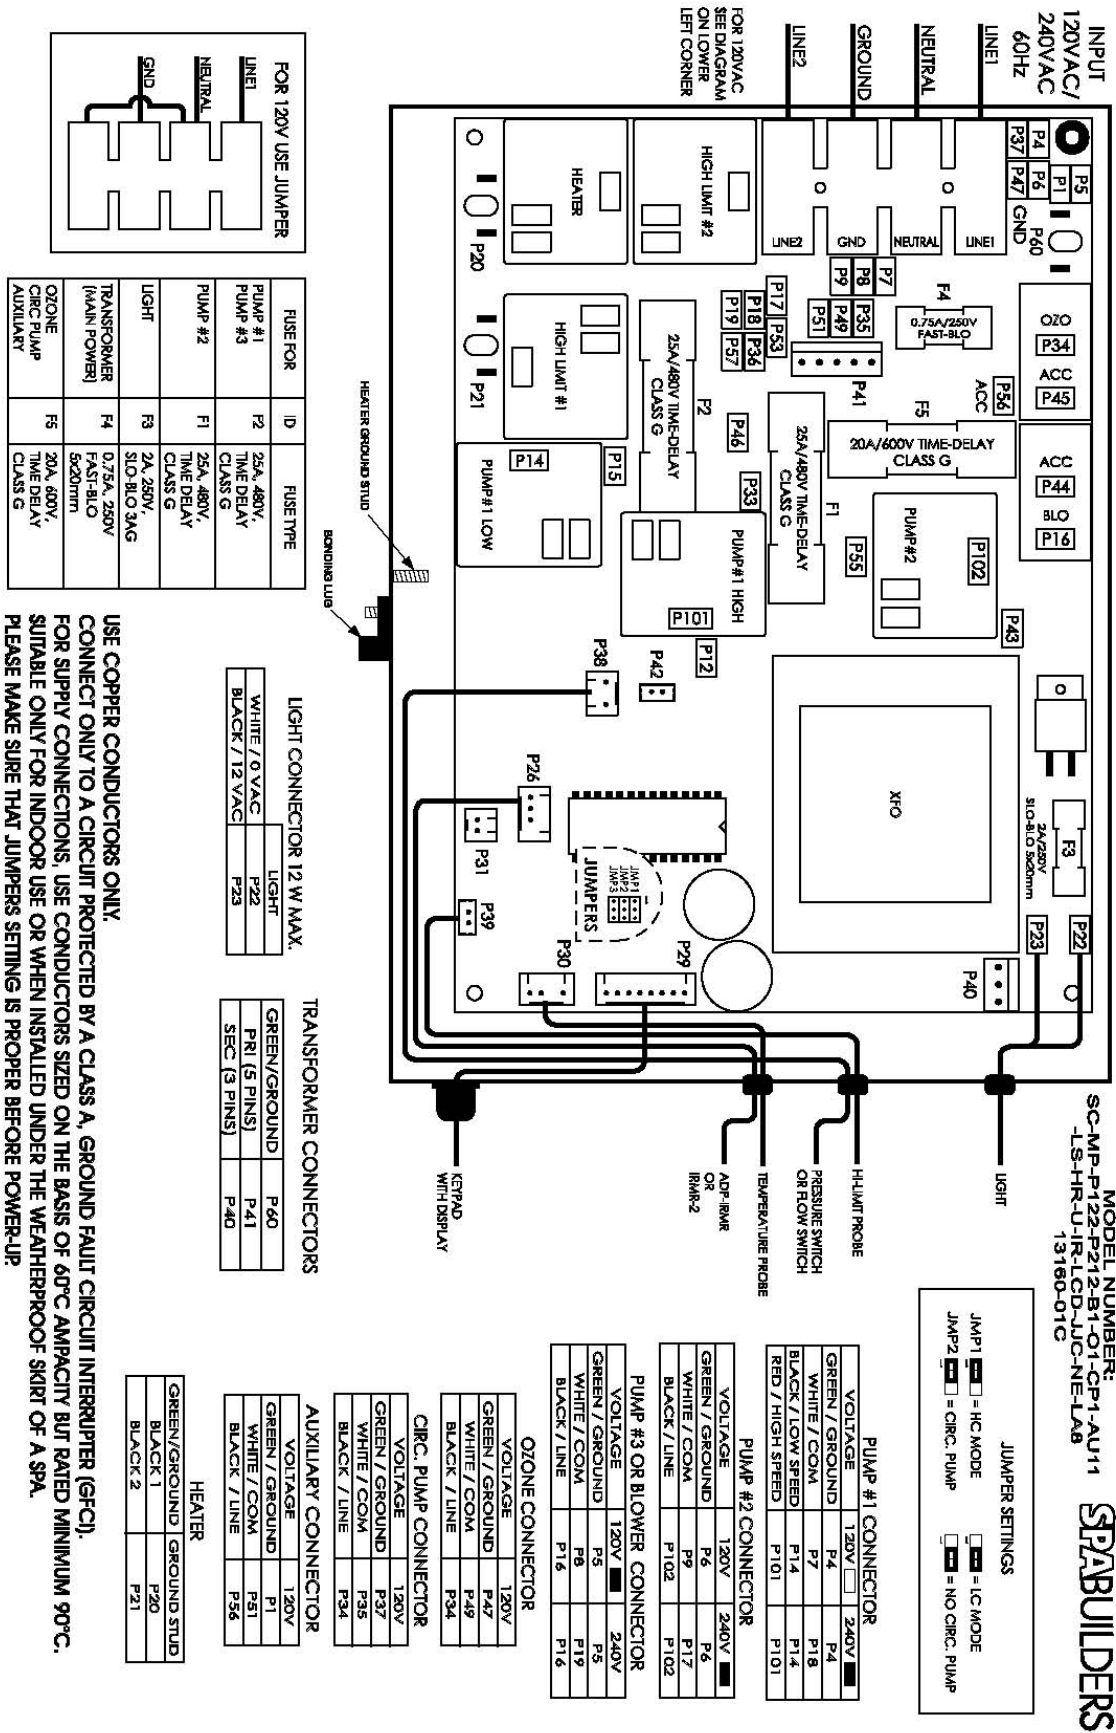 MODEL NUMBER:
SC-MP-P122-P212-B1-O1-CP1-AU11
-LS-HR-U-IR-LCD-JJC-NE-LA8
13160-01C
SPABUILDERS
INPUT
120VAC/
240VAC
60Hz
LINE1
NEUTRAL
GROUND
LINE2
FOR 120VAC
SEE DIAGRAM
ON LOWER
LEFT CORNER
P5
P1
P4
P6
P37
P47
P60
GND
LINE1
NEUTRAL
GND
LINE2
OZO
P34
ACC
P45
ACC
P44
BLO
P16
P56
ACC
F4
0.75A/250V
FAST-BLO
F5
20A/600V TIME-DELAY
CLASS G
P7
P8
P9
P35
P49
P51
P41
P17
P18
P19
P53
P36
P57
F1
25A/480V TIME-DELAY
CLASS G
F2
25A/480V TIME-DELAY
CLASS G
P46
P33
P55
P15
HIGH LIMIT #2
HEATER
P20
HIGH LIMIT #1
P21
P14
PUMP#1 LOW
PUMP#1 HIGH
P101
P12
PUMP#2
P102
P43
XFO
F3
2A/250V
SLO-BLO 5x20mm
P23
P22
P40
P38
P42
P26
P31
P39
JMP1
JMP2
JMP3
JUMPERS
P30
P29
LIGHT
HI-LIMIT PROBE
PRESSURE SWITCH
OR FLOW SWITCH
TEMPERATURE PROBE
ADP-IRMR
OR
IRMR-2
KEYPAD
WITH DISPLAY
HEATER GROUND STUD
BONDING LUG
FOR 120V USE JUMPER
LINE1
NEUTRAL
GND
FUSE FOR ID FUSE TYPE
PUMP #1
PUMP #3 F2 25A, 480V,
TIME DELAY
CLASS G
PUMP #2 F1 25A, 480V,
TIME DELAY
CLASS G
LIGHT F3 2A, 250V,
SLO-BLO 3AG
TRANSFORMER
(MAIN POWER) F4 0.75A, 250V
FAST-BLO
5x20mm
OZONE
CIRC PUMP
AUXILIARY F5 20A, 600V,
TIME DELAY
CLASS G
LIGHT CONNECTOR 12 W MAX.
LIGHT
WHITE / 0 VAC P22
BLACK / 12 VAC P23
TRANSFORMER CONNECTORS
GREEN/GROUND P60
PRI (5 PINS) P41
SEC (3 PINS) P40
JUMPER SETINGS
JMP1 = HC MODE = LC MODE
JMP2 = CIRC. PUMP = NO CIRC. PUMP
PUMP #1 CONNECTOR
VOLTAGE 120V 240V
GREEN / GROUND P4 P4
WHITE / COM P7 P18
BLACK / LOW SPEED P14 P14
RED / HIGH SPEED P101 P101
PUMP #2 CONNECTOR
VOLTAGE 120V 240V
GREEN / GROUND P6 P6
WHITE / COM P9 P17
BLACK / LINE P102 P102
PUMP #3 OR BLOWER CONNECTOR
VOLTAGE 120V 240V
GREEN / GROUND P5 P5
WHITE / COM P8 P19
BLACK / LINE P16 P16
OZONE CONNECTOR
VOLTAGE 120V
GREEN / GROUND P47
WHITE / COM P49
BLACK / LINE P34
CIRC. PUMP CONNECTOR
VOLTAGE 120V
GREEN / GROUND P37
WHITE / COM P35
BLACK / LINE P34
AUXILIARY CONNECTOR
VOLTAGE 120V
GREEN / GROUND P1
WHITE / COM P51
BLACK / LINE P56
HEATER
GREEN/GROUND GROUND STUD
BLACK 1 P20
BLACK 2 P21
USE COPPER CONDUCTORS ONLY.
CONNECT ONLY TO A CIRCUIT PROTECTED BY A CLASS A, GROUND FAULT CIRCUIT INTERRUPTER (GFCI).
FOR SUPPLY CONNECTIONS, USE CONDUCTORS SIZED ON THE BASIS OF 60°C AMPACITY BUT RATED MINIMUM 90°C.
SUITABLE ONLY FOR INDOOR USE OR WHEN INSTALLED UNDER THE WEATHERPROOF SKIRT OF A SPA.
PLEASE MAKE SURE THAT JUMPERS SETTING IS PROPER BEFORE POWER-UP.